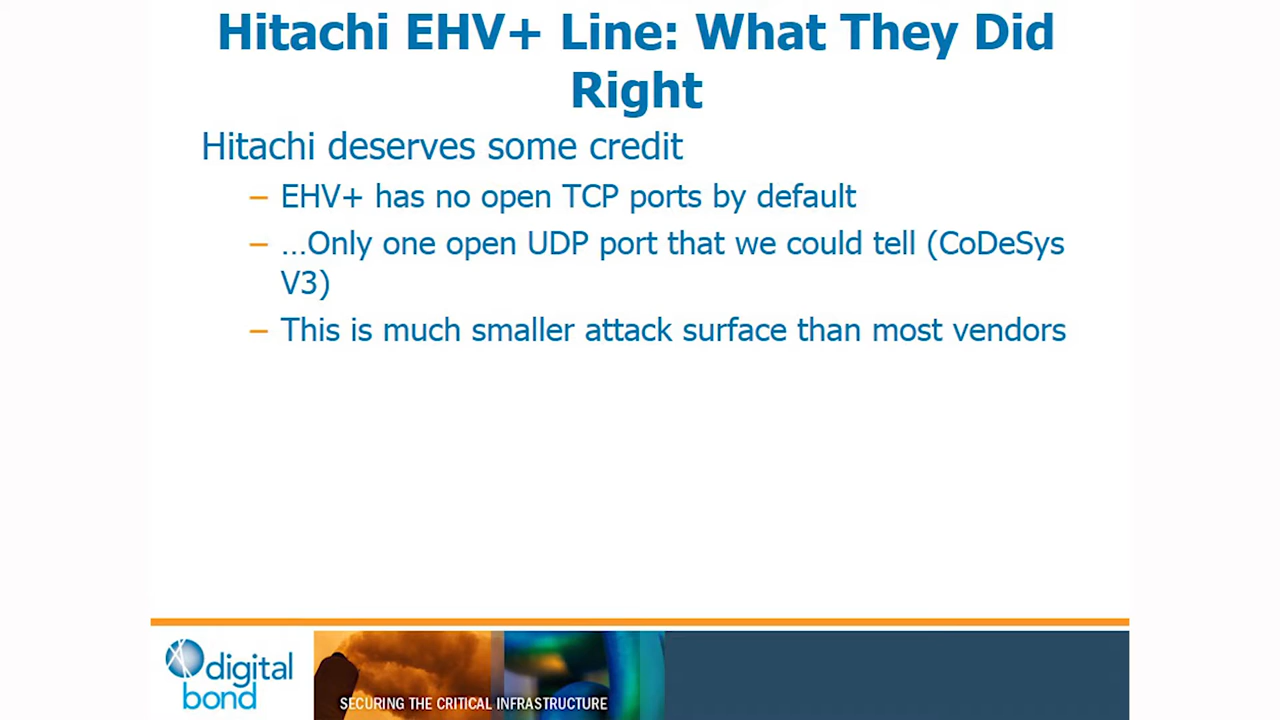 Hitachi EHV+ Line: What They Did
Right
Hitachi deserves some credit
– EHV+ has no open TCP ports by default
– …Only one open UDP port that we could tell (CoDeSys
V3)
– This is much smaller attack surface than most vendors
digital
bond
SECURING THE CRITICAL INFRASTRUCTURE